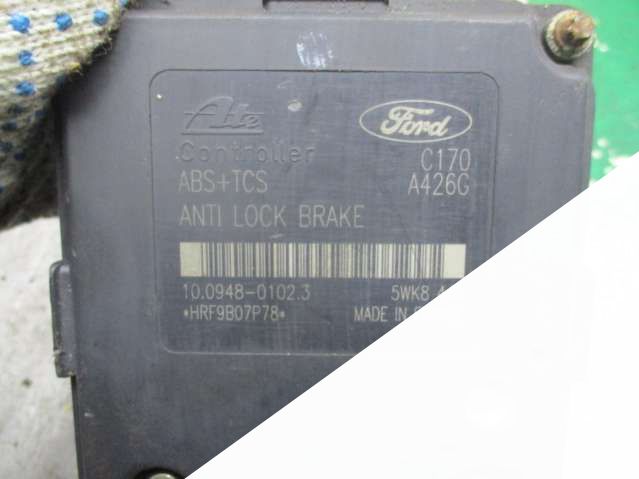 Ate Ford
Controller C170
ABS+TCS A426G
ANTI LOCK BRAKE
10.0948-0102.3 5WK8
*HRF9B07P78* MADE IN